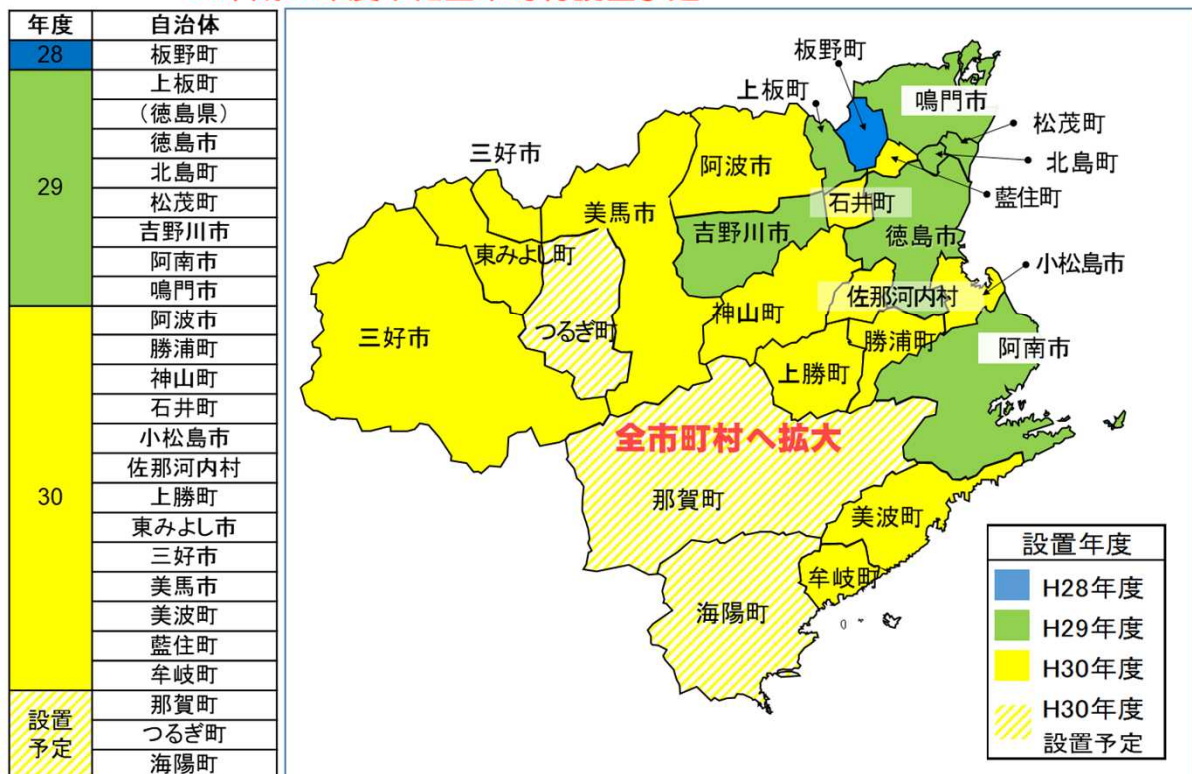 年度 自治体
28 板野町
29 上板町
(徳島県)
徳島市
北島町
松茂町
吉野川市
阿南市
鳴門市
30 阿波市
勝浦町
神山町
石井町
小松島市
佐那河内村
上勝町
東みよし市
三好市
美馬市
美波町
藍住町
牟岐町
設置
予定
那賀町
つるぎ町
海陽町
板野町
上板町
鳴門市
松茂町
北島町
藍住町
三好市
阿波市
石井町
美馬市
吉野川市
徳島市
小松島市
東みよし町
佐那河内村
神山町
つるぎ町
三好市
勝浦町
阿南市
上勝町
全市町村へ拡大
那賀町
美波町
牟岐町
海陽町
設置年度
H28年度
H29年度
H30年度
H30年度
設置予定